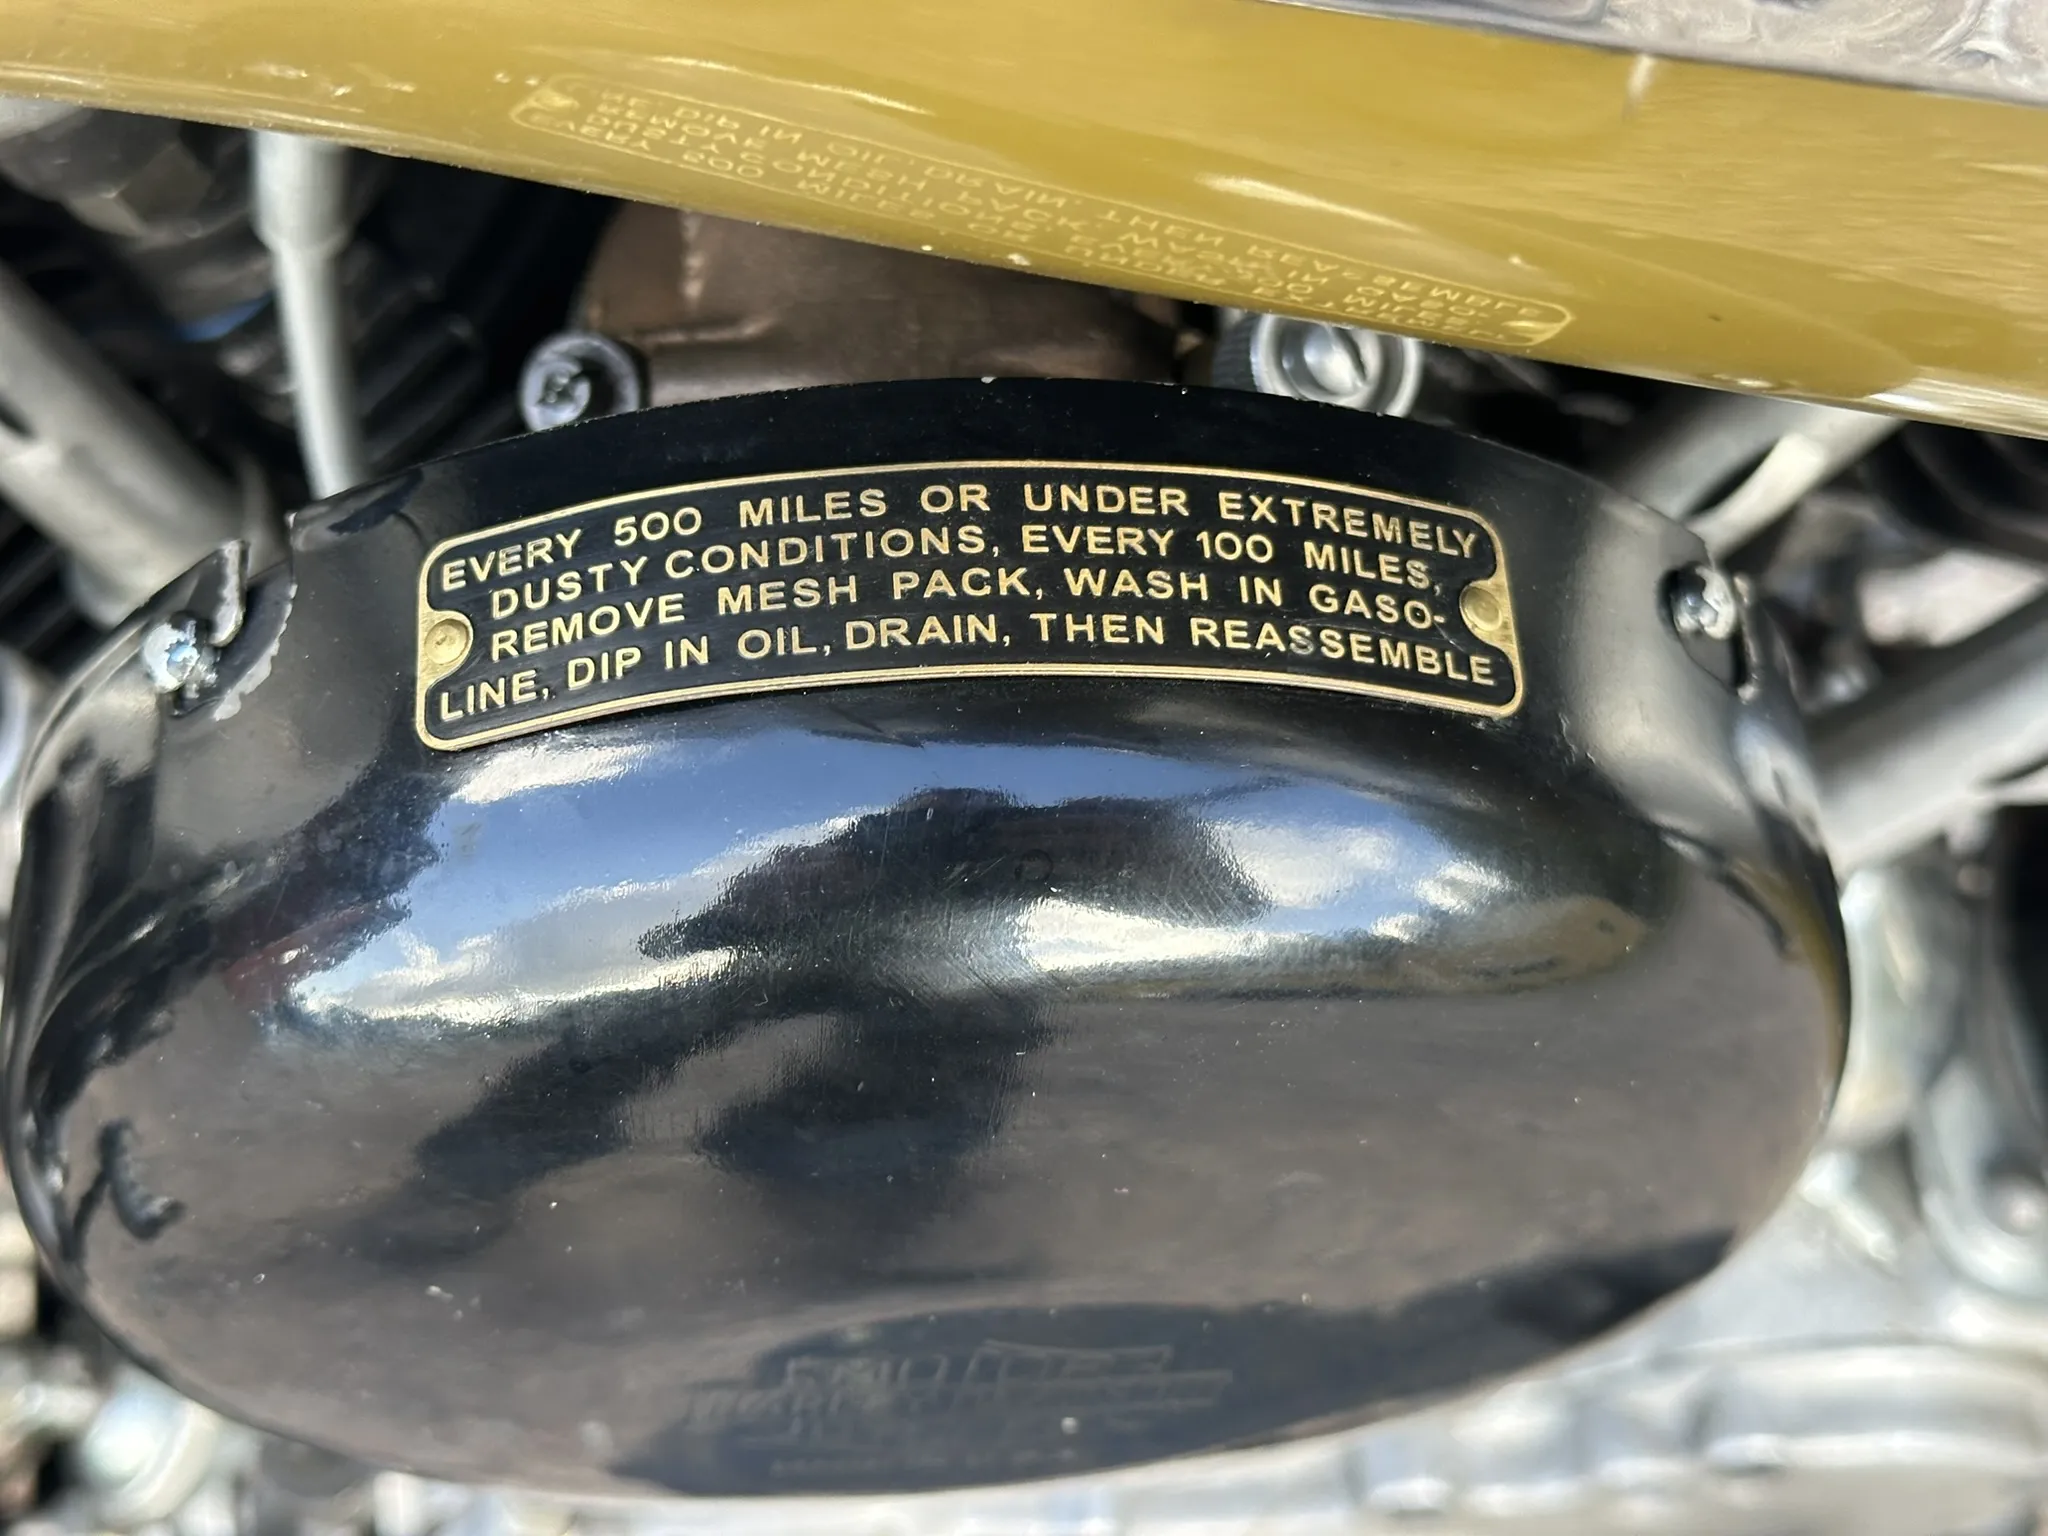 EVERY 500 MILES OR UNDER EXTREMELY
DUSTY CONDITIONS, EVERY 100 MILES,
REMOVE MESH PACK, WASH IN GASO-
LINE, DIP IN OIL, DRAIN, THEN REASSEMBLE